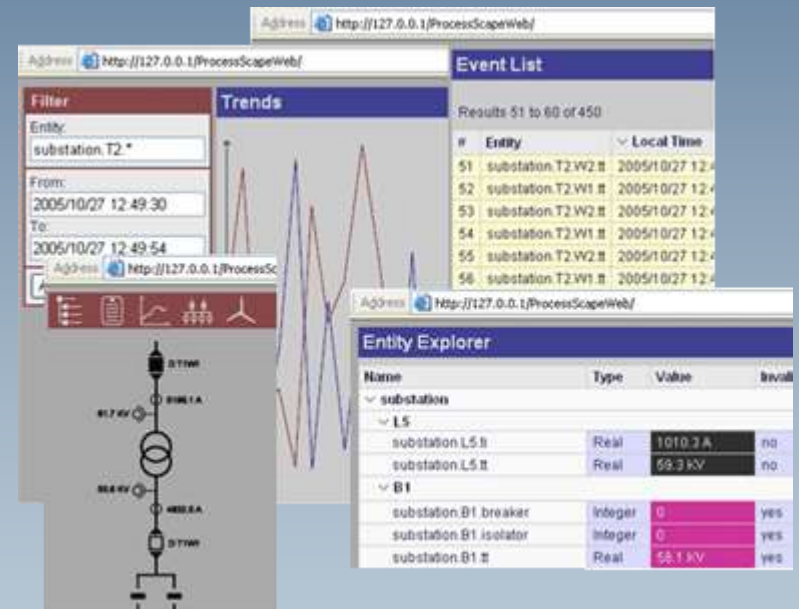 Address http://127.0.0.1/ProcessScapeWeb/
Address http://127.0.0.1/ProcessScapeWeb/
Event List
Results 51 to 60 of 450
# Entity Local Time
51 substation.T2.W2.tt 2005/10/27 12:4
52 substation.T2.W1.tt 2005/10/27 12:4
53 substation.T2.W2.tt 2005/10/27 12:4
54 substation.T2.W1.tt 2005/10/27 12:4
55 substation.T2.W2.tt 2005/10/27 12:4
56 substation.T2.W1.tt 2005/10/27 12:4
Filter
Entity:
substation.T2.*
From:
2005/10/27 12:49:30
To:
2005/10/27 12:49:54
Trends
Address http://127.0.0.1/ProcessSc
61.7 KV
Address http://127.0.0.1/ProcessScapeWeb/
Entity Explorer
Name Type Value Invali
substation
L5
substation.L5.ti Real 1010.3 A no
substation.L5.tt Real 59.3 KV no
B1
substation.B1.breaker Integer 0 yes
substation.B1.isolator Integer 0 yes
substation.B1.tt Real 58.1 KV yes